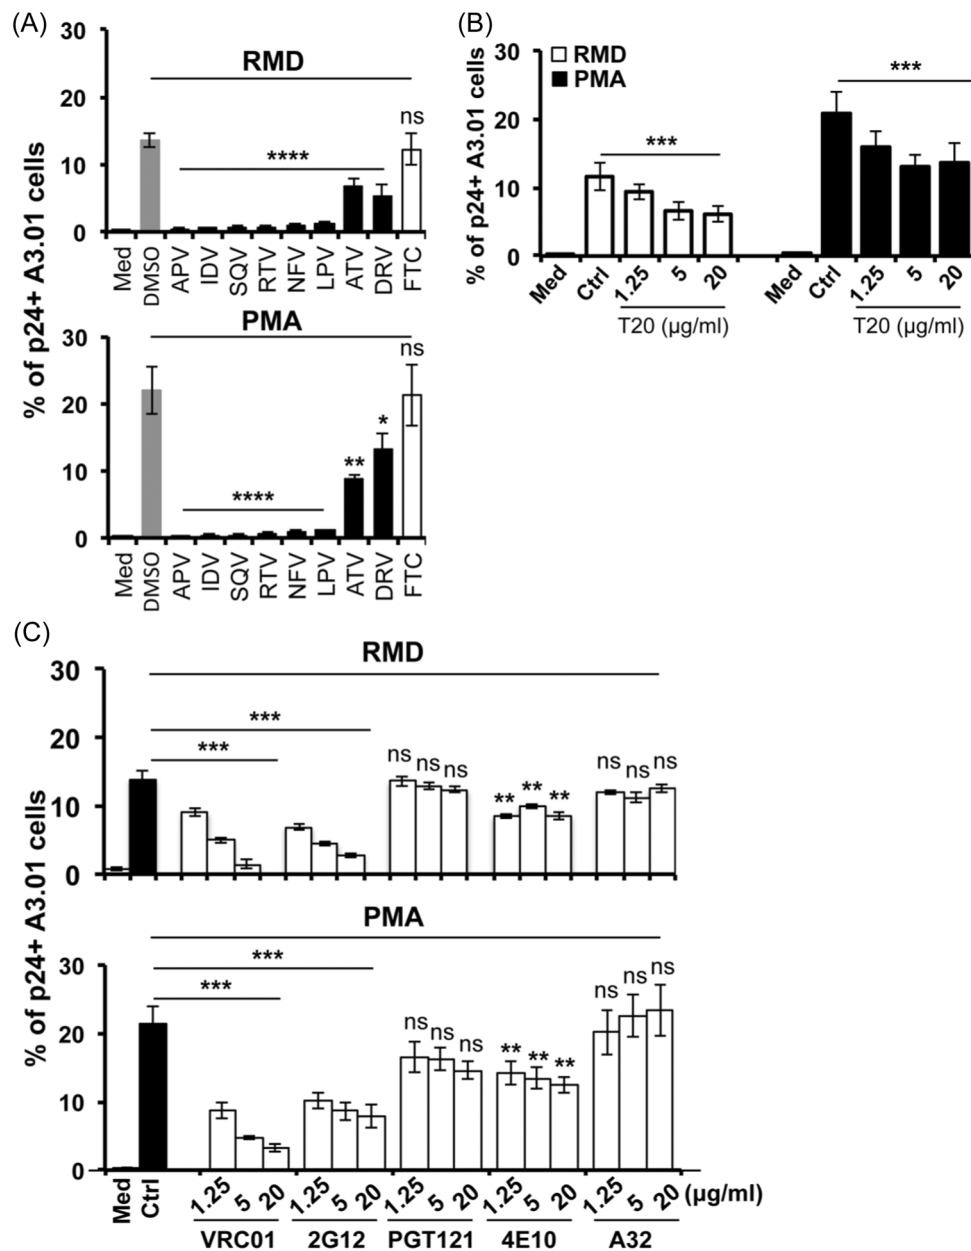 (A)
% of p24+ A3.01 cells
30
20
10
0
RMD
****
ns
Med DMSO APV IDV SQV RTV NFV LPV ATV DRV FTC
PMA
30
20
10
0
****
**
*
ns
Med DMSO APV IDV SQV RTV NFV LPV ATV DRV FTC
(B)
% of p24+ A3.01 cells
30
20
10
0
RMD
PMA
***
***
Med Ctrl 1.25 5 20 Med Ctrl 1.25 5 20
T20 (µg/ml) T20 (µg/ml)
(C)
% of p24+ A3.01 cells
RMD
30
20
10
0
***
***
ns ns ns
** ** **
ns ns ns
PMA
30
20
10
0
***
***
ns ns ns
** ** **
ns ns ns
Med Ctrl 1.25 5 20 1.25 5 20 1.25 5 20 1.25 5 20 1.25 5 20 (µg/ml)
VRC01 2G12 PGT121 4E10 A32